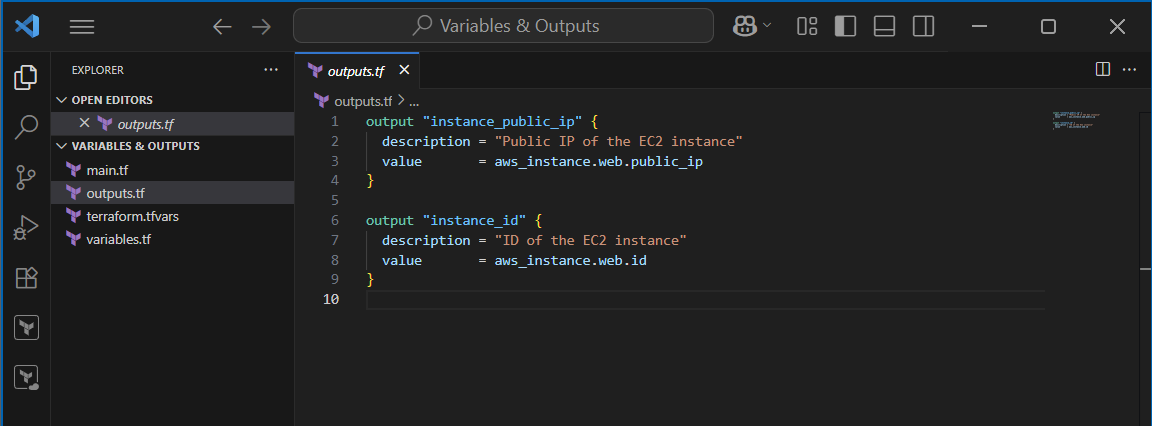 Variables & Outputs
EXPLORER
OPEN EDITORS
outputs.tf
VARIABLES & OUTPUTS
main.tf
outputs.tf
terraform.tfvars
variables.tf
outputs.tf
outputs.tf > ...
1 output "instance_public_ip" {
2   description = "Public IP of the EC2 instance"
3   value       = aws_instance.web.public_ip
4 }
5
6 output "instance_id" {
7   description = "ID of the EC2 instance"
8   value       = aws_instance.web.id
9 }
10